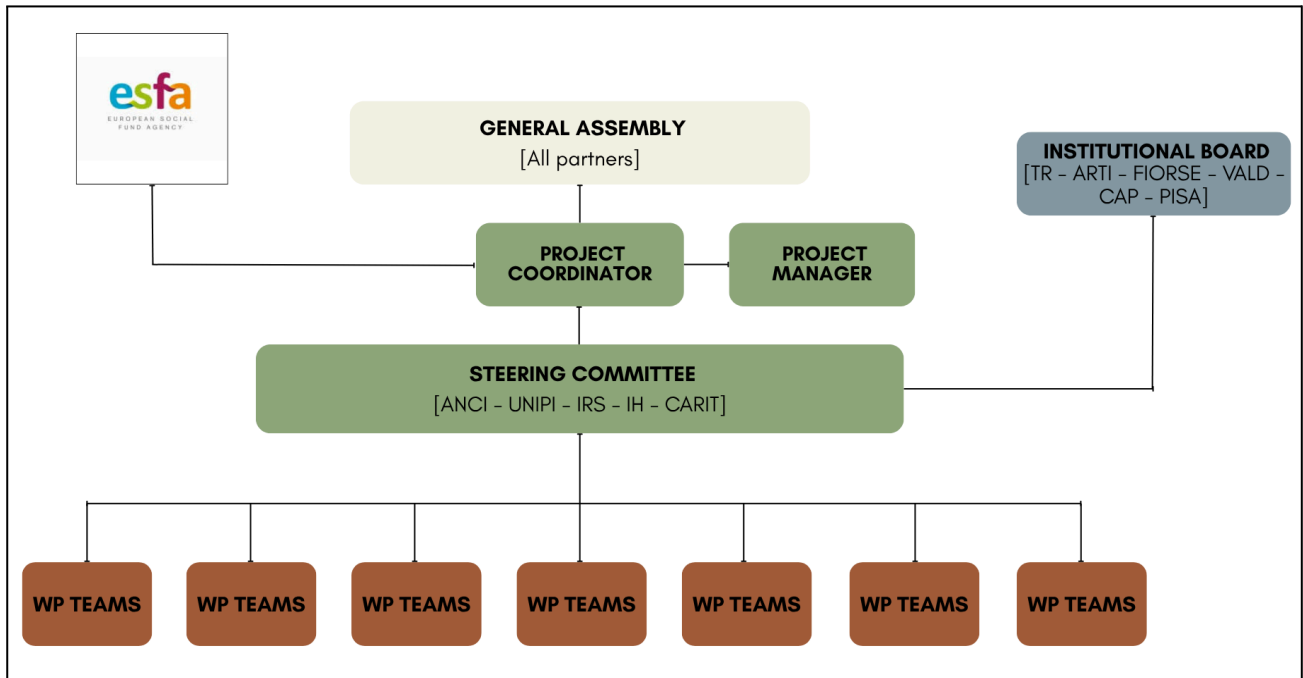 esfa
EUROPEAN SOCIAL
FUND AGENCY
GENERAL ASSEMBLY
[All partners]
INSTITUTIONAL BOARD
[TR - ARTI - FIORSE - VALD -
CAP - PISA]
PROJECT
COORDINATOR
PROJECT
MANAGER
STEERING COMMITTEE
[ANCI - UNIPI - IRS - IH - CARIT]
WP TEAMS
WP TEAMS
WP TEAMS
WP TEAMS
WP TEAMS
WP TEAMS
WP TEAMS